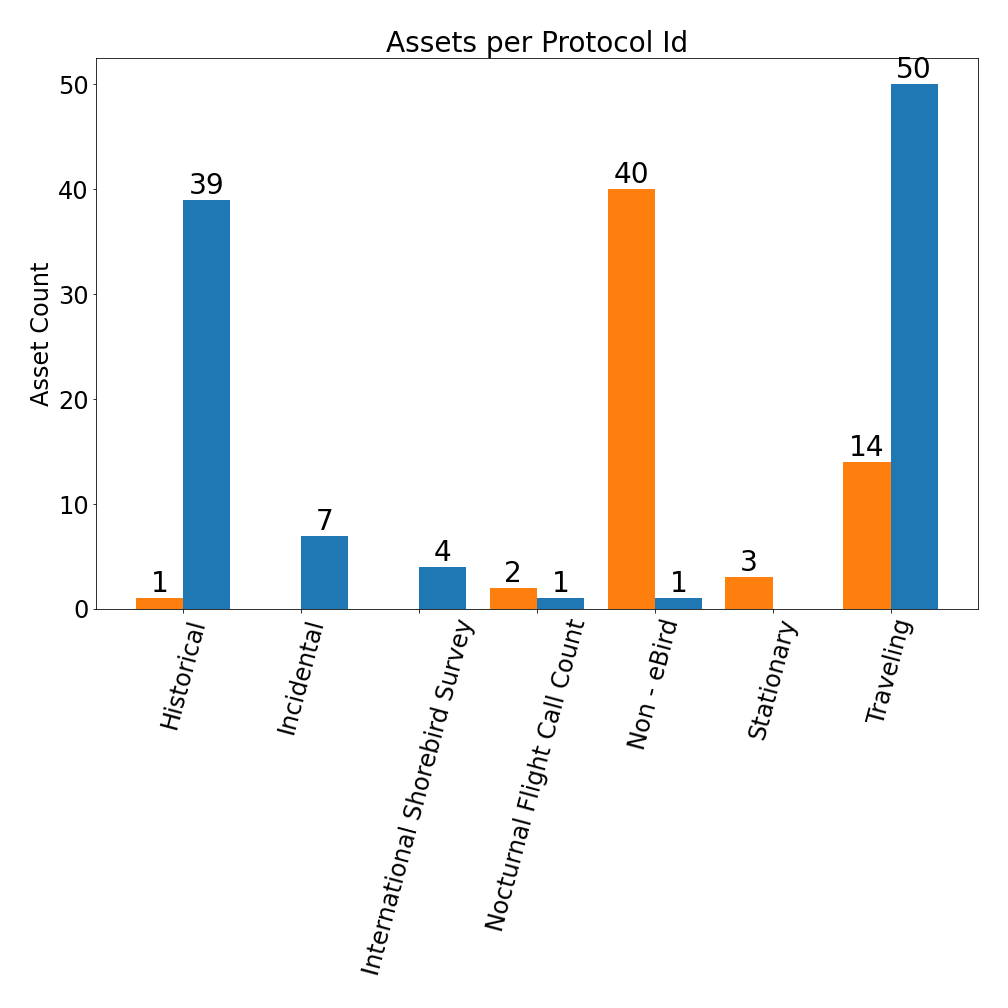 Assets per Protocol Id
50
40
30
20
10
0
Asset Count
1
39
7
4
2
1
40
1
3
14
50
Historical
Incidental
International Shorebird Survey
Nocturnal Flight Call Count
Non - eBird
Stationary
Traveling